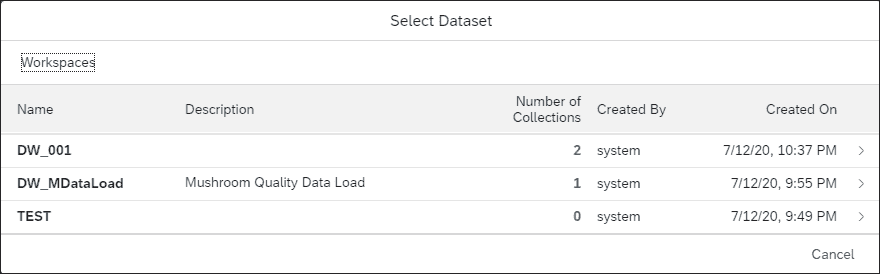 Select Dataset
Workspaces
Name Description Number of Collections Created By Created On
DW_001 2 system 7/12/20, 10:37 PM
DW_MDataLoad Mushroom Quality Data Load 1 system 7/12/20, 9:55 PM
TEST 0 system 7/12/20, 9:49 PM
Cancel